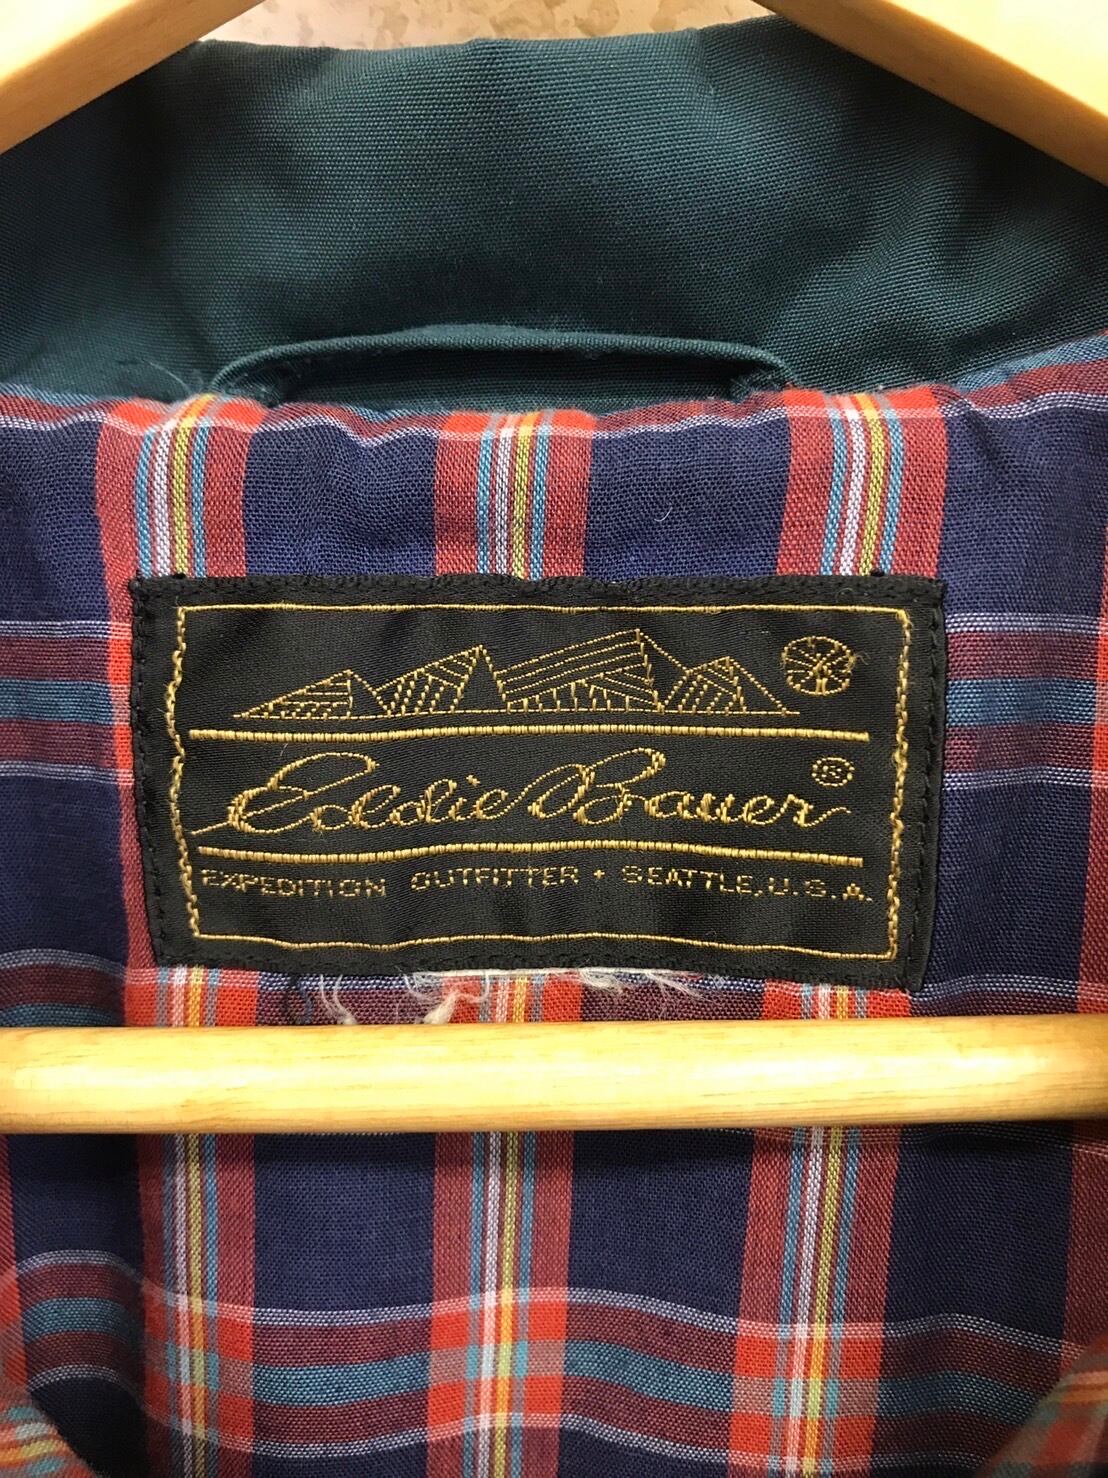 Eddie Bauer ®
EXPEDITION OUTFITTER • SEATTLE, U.S.A.